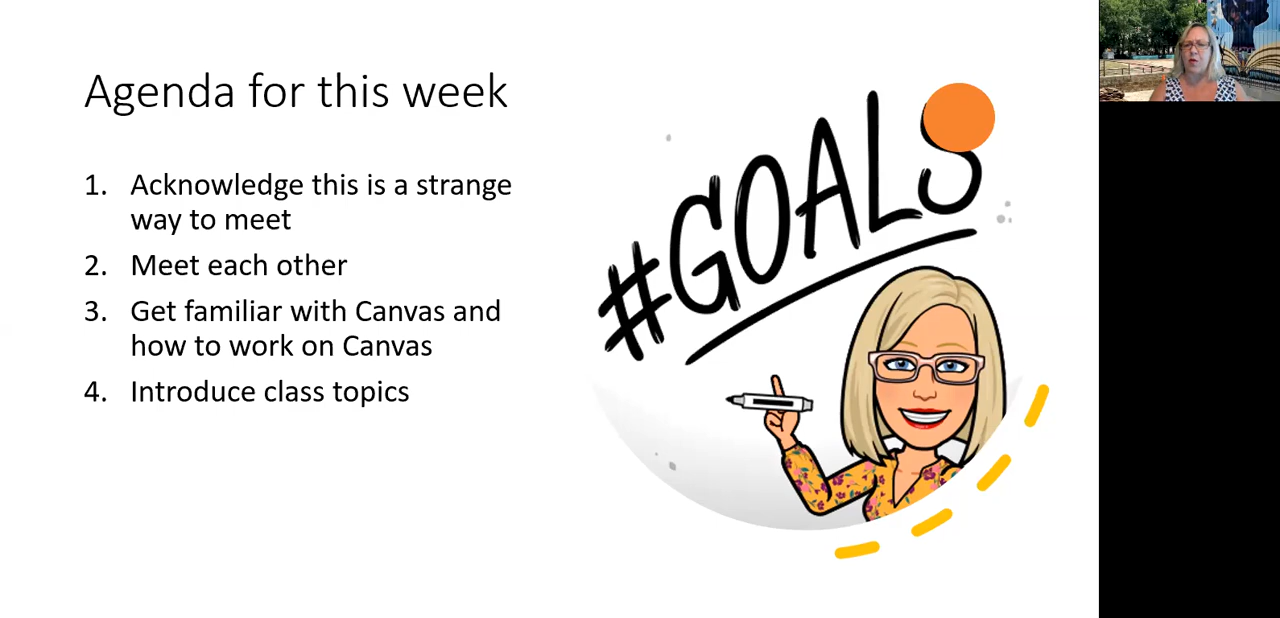 Agenda for this week
1. Acknowledge this is a strange
way to meet
2. Meet each other
3. Get familiar with Canvas and
how to work on Canvas
4. Introduce class topics
#GOALS